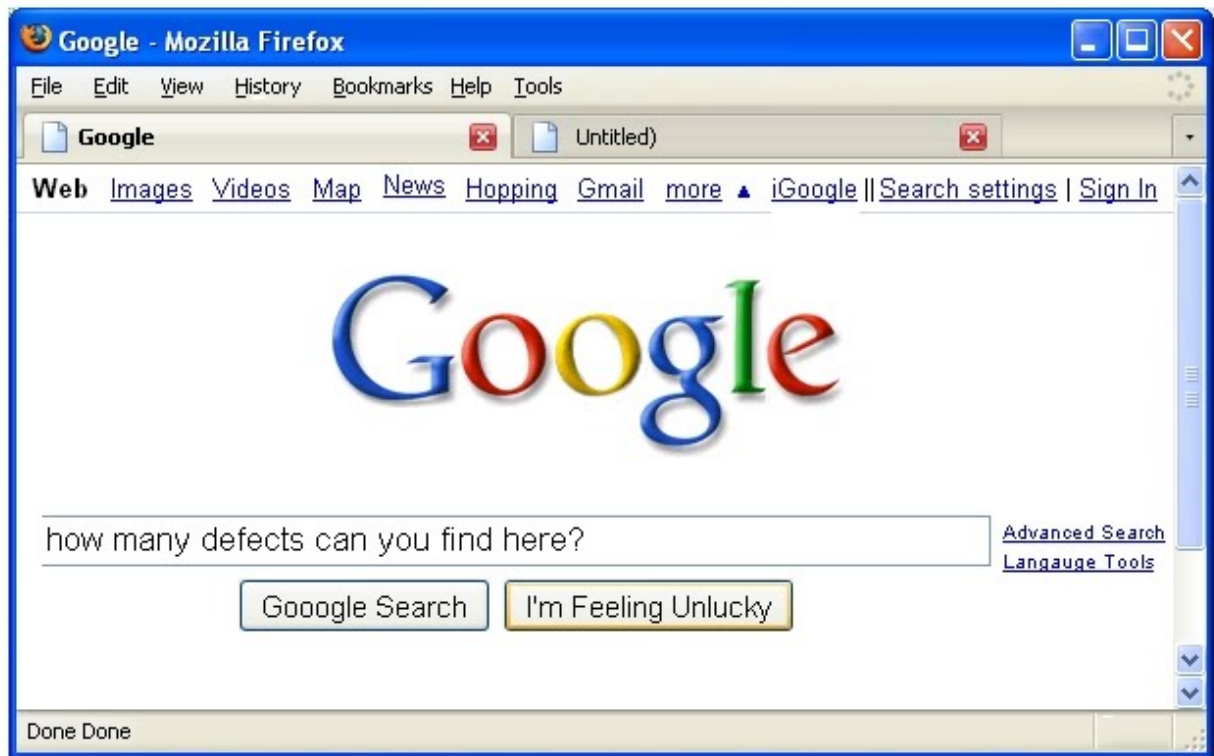 Google - Mozilla Firefox
File Edit View History Bookmarks Help Tools
Google Untitled)
Web Images Videos Map News Hopping Gmail more ▲ iGoogle || Search settings | Sign In
Google
how many defects can you find here? Advanced Search
Langauge Tools
Gooogle Search I'm Feeling Unlucky
Done Done